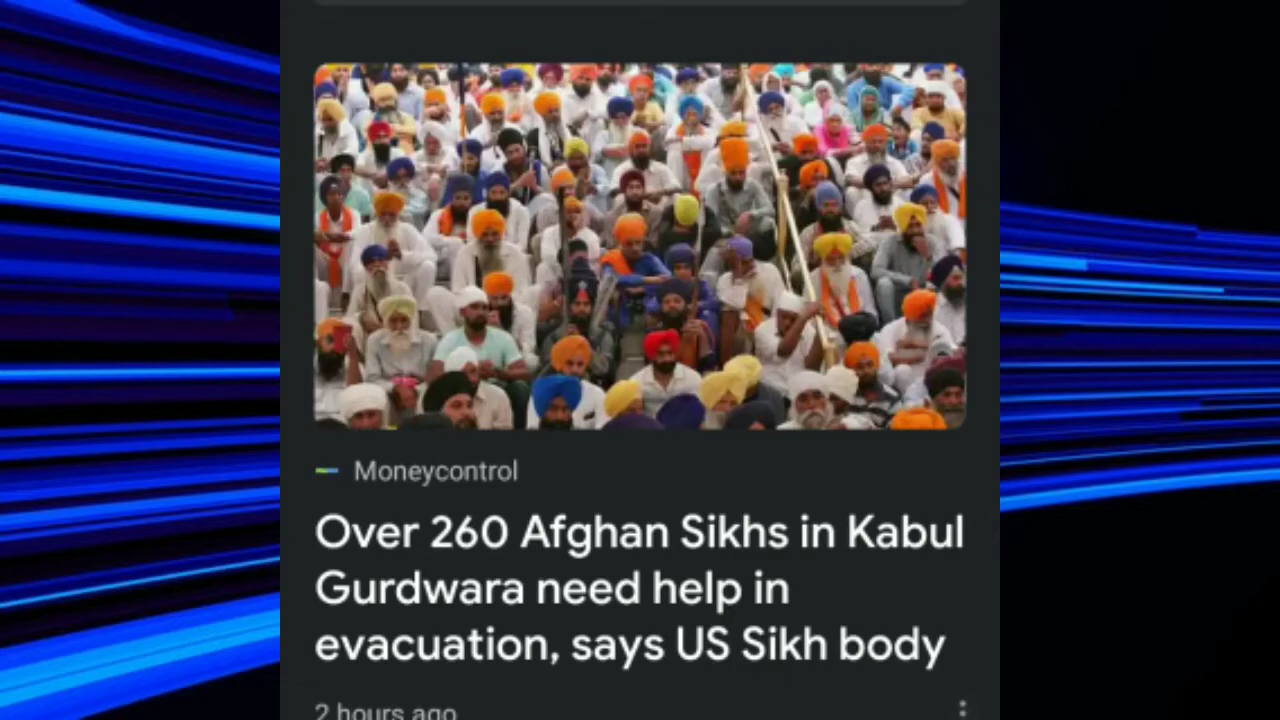 Moneycontrol
Over 260 Afghan Sikhs in Kabul
Gurdwara need help in
evacuation, says US Sikh body
2 hours ago